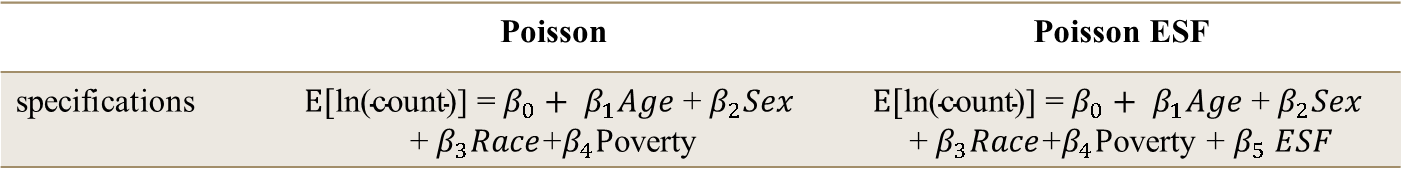 Poisson Poisson ESF
specifications E[ln(count)] = β₀ + β₁Age + β₂Sex E[ln(count)] = β₀ + β₁Age + β₂Sex
+ β₃Race+β₄Poverty + β₃Race+β₄Poverty + β₅ ESF